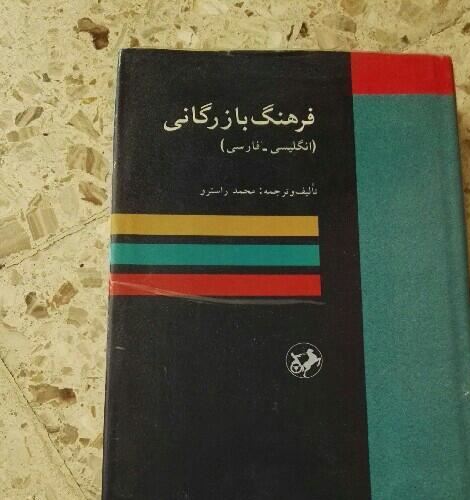 فرهنگ بازرگانی
(انگلیسی ـ فارسی)
تألیف و ترجمه: محمد راسترو